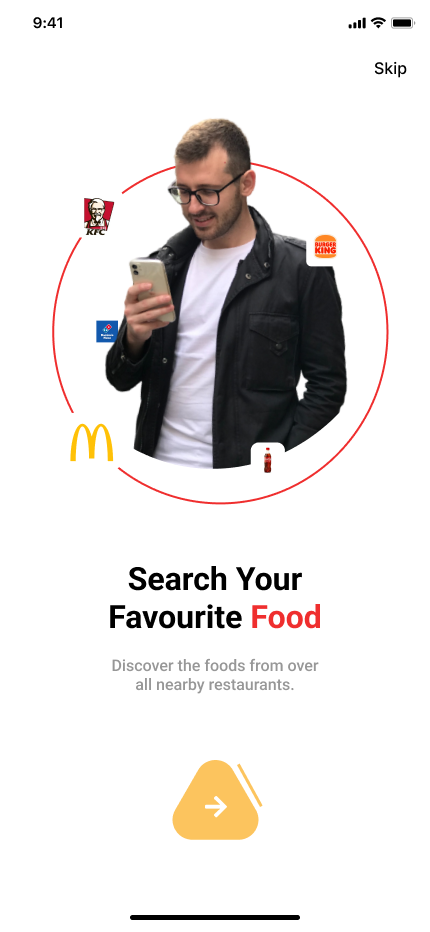 9:41
Skip
KFC
BURGER
KING
Search Your
Favourite Food
Discover the foods from over
all nearby restaurants.